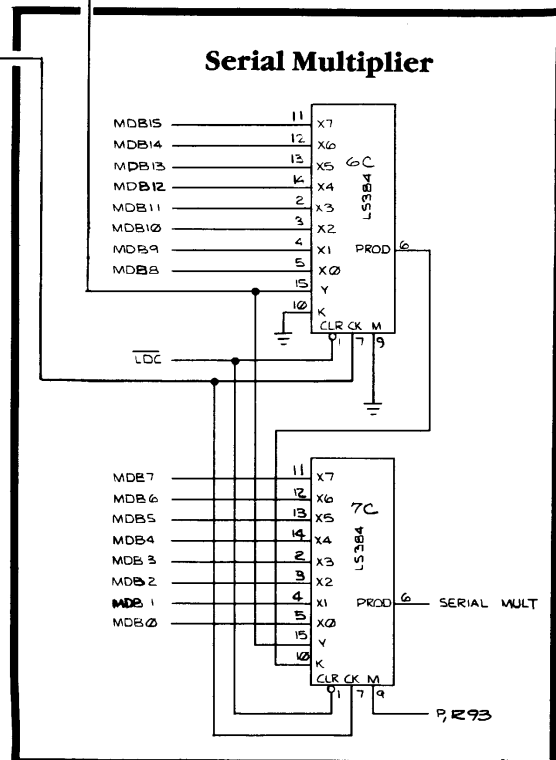 Serial Multiplier
MDB15 11 X7
MDB14 12 X6
MDB13 13 X5 6C
MDB12 14 X4 LS384
MDB11 2 X3
MDB10 3 X2
MDB9 4 X1 PROD 6
MDB8 5 X0
15 Y
10 K
CLR CK M
1 7 9
LDC
MDB7 11 X7
MDB6 12 X6
MDB5 13 X5 7C
MDB4 14 X4 LS384
MDB3 2 X3
MDB2 3 X2
MDB1 4 X1 PROD 6 SERIAL MULT
MDB0 5 X0
15 Y
10 K
CLR CK M
1 7 9
P, R93